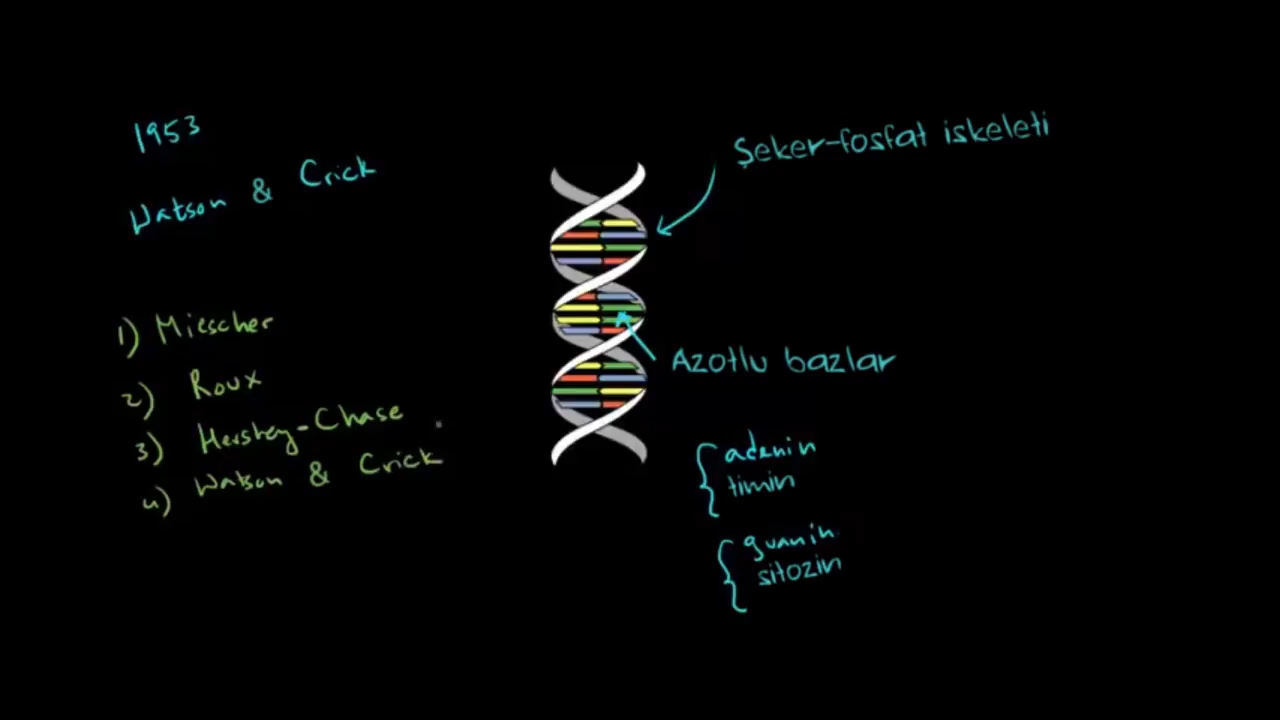 1953
Watson & Crick
1) Miescher
2) Roux
3) Hershey-Chase
4) Watson & Crick
Şeker-fosfat iskeleti
Azotlu bazlar
adenin
timin
guanin
sitozin